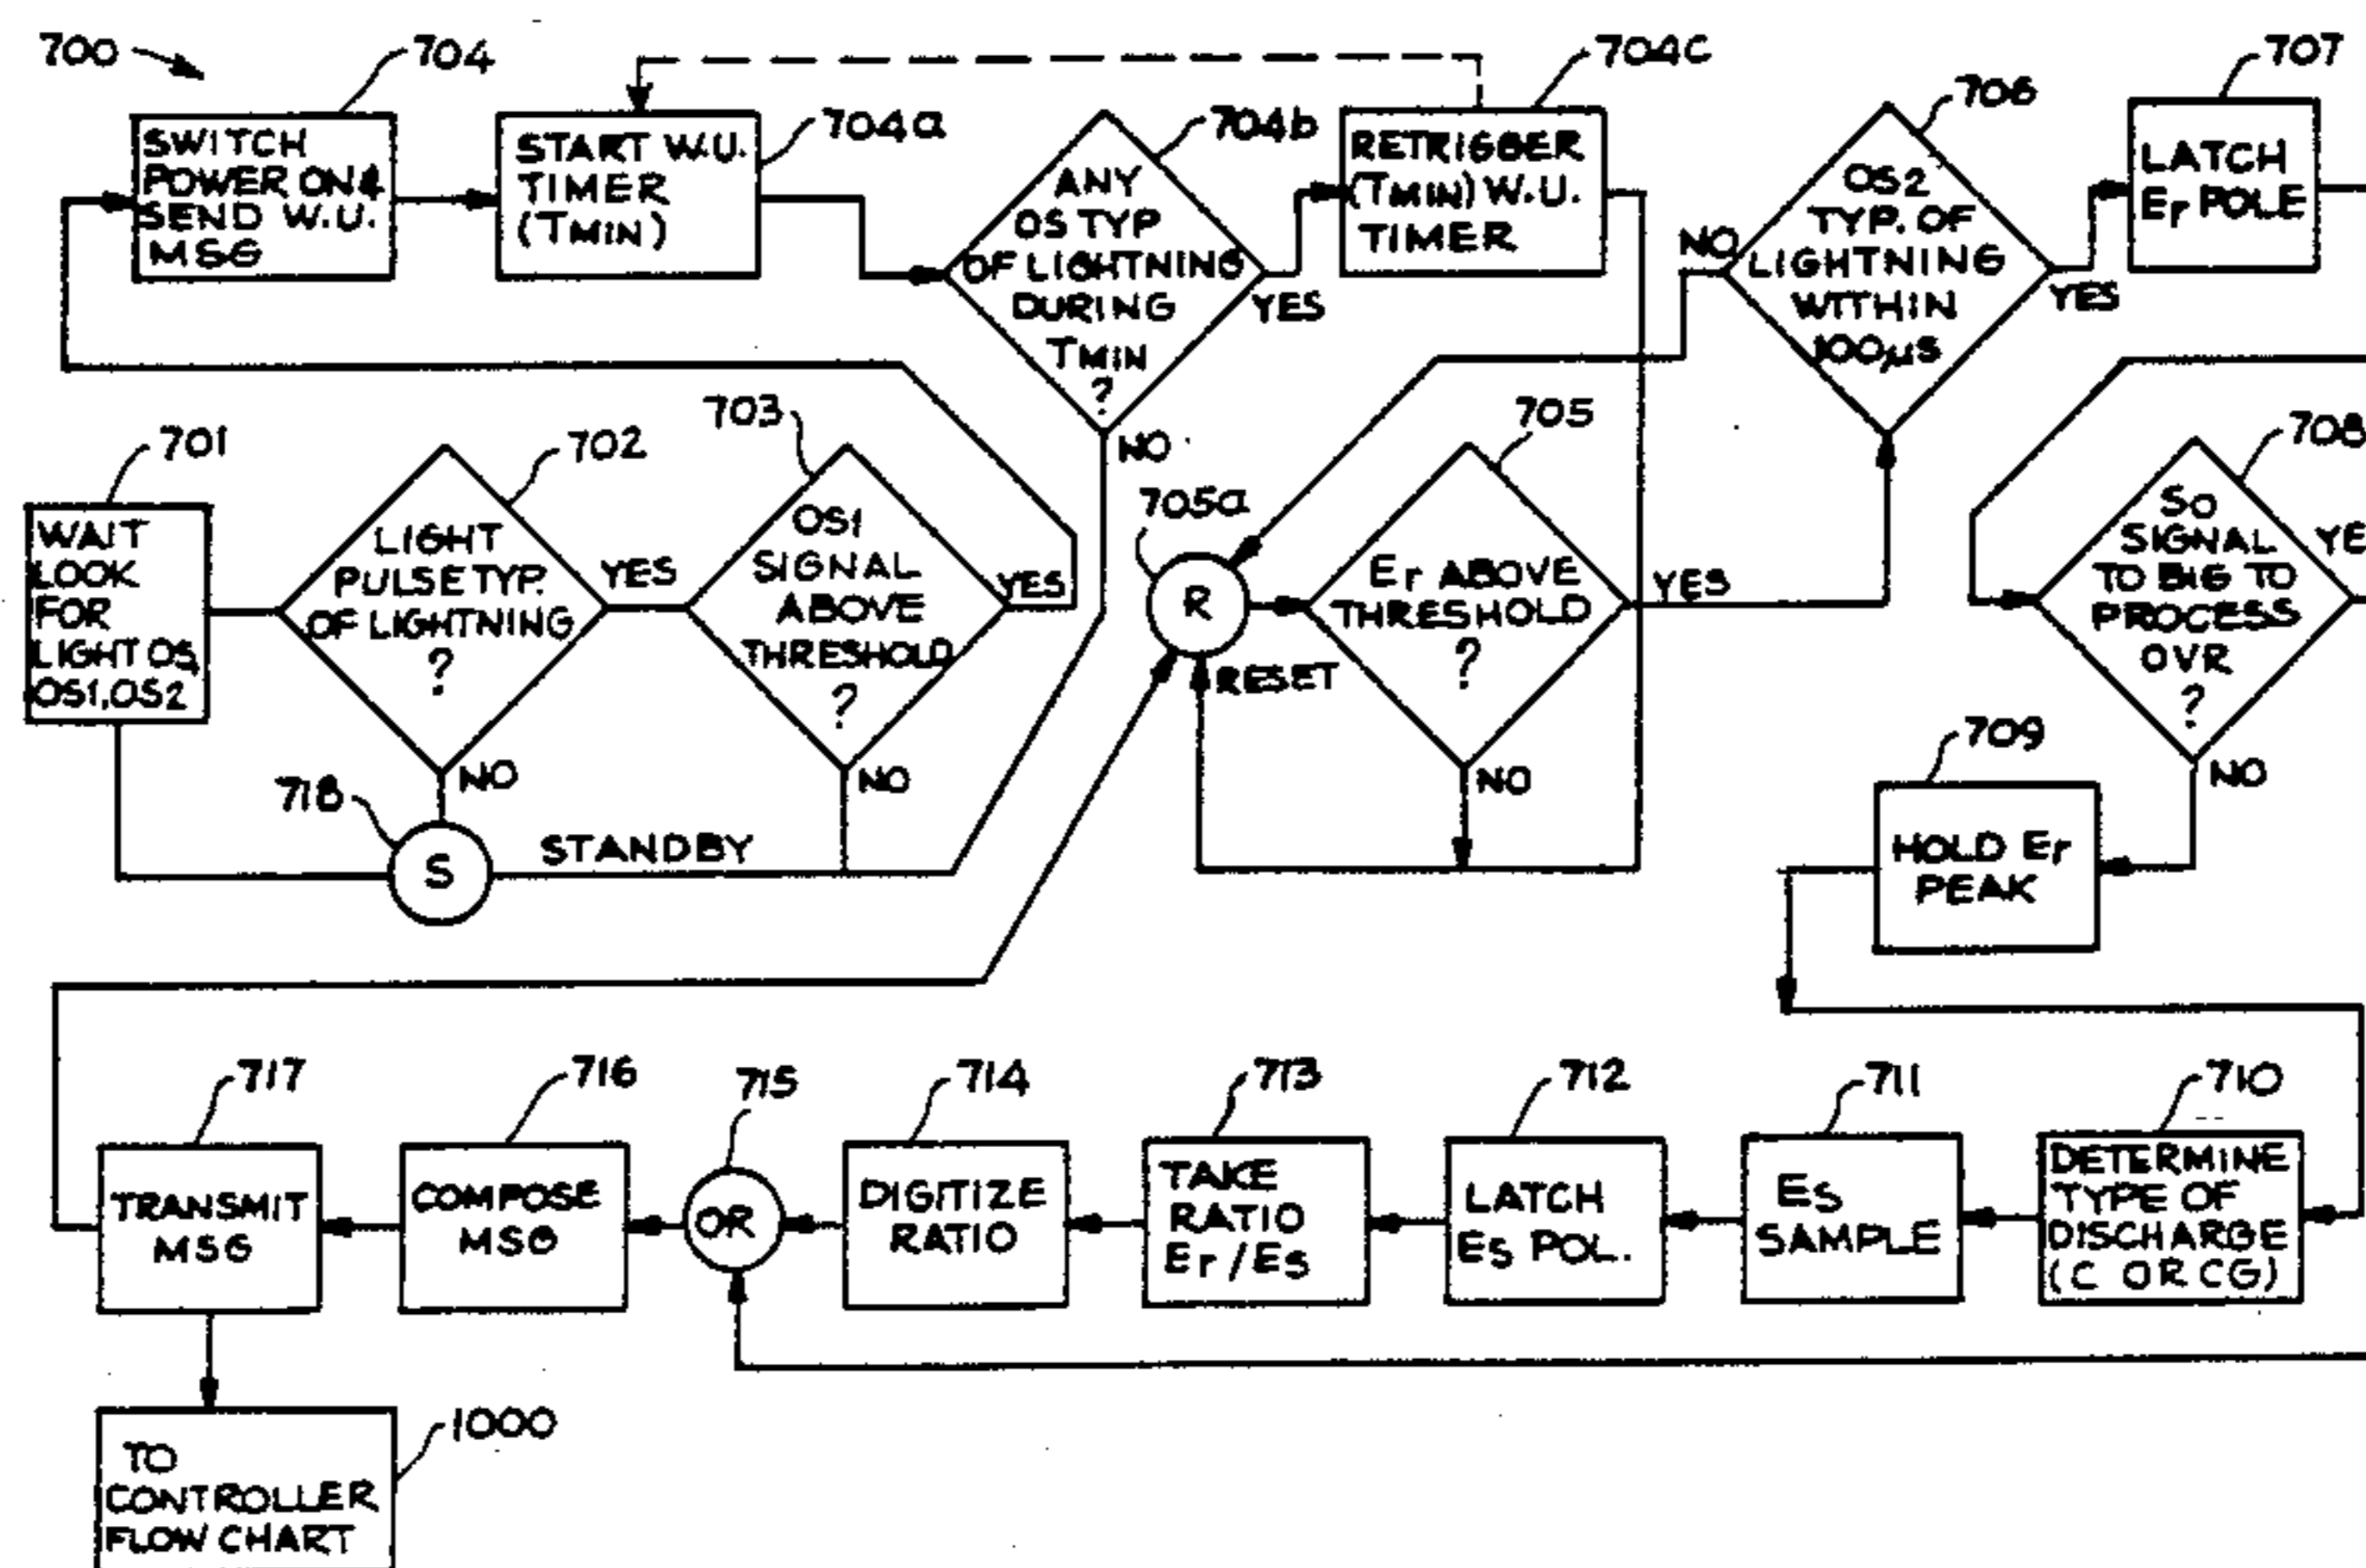 700
704
SWITCH
POWER ON &
SEND W.U.
MSG
704a
START W.U.
TIMER
(TMIN)
704b
ANY
OS TYP
OF LIGHTNING
DURING
TMIN
?
YES
NO
704c
RETRIGGER
(TMIN) W.U.
TIMER
706
OS2
TYP. OF
LIGHTNING
WITHIN
100µS
NO
YES
707
LATCH
Er POLE
701
WAIT
LOOK
FOR
LIGHT OS,
OS1, OS2
702
LIGHT
PULSE TYP.
OF LIGHTNING
?
YES
NO
703
OS1
SIGNAL
ABOVE
THRESHOLD
?
YES
NO
718
S
STANDBY
705a
R
RESET
705
Er ABOVE
THRESHOLD
?
YES
NO
708
SO
SIGNAL
TO BIG TO
PROCESS
OVR
?
YE
NO
709
HOLD Er
PEAK
717
TRANSMIT
MSG
716
COMPOSE
MSG
715
OR
714
DIGITIZE
RATIO
713
TAKE
RATIO
Er/Es
712
LATCH
Es POL.
711
Es
SAMPLE
710
DETERMINE
TYPE OF
DISCHARGE
(C OR CG)
1000
TO
CONTROLLER
FLOW CHART